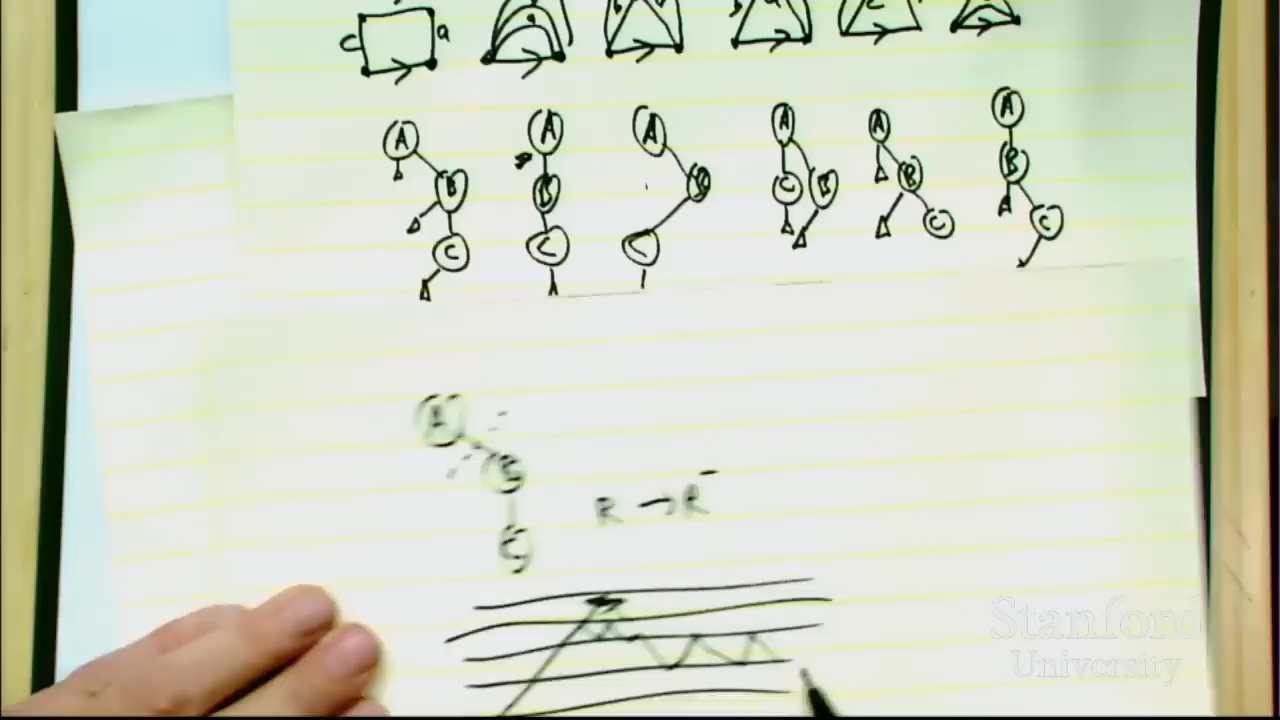 c a
A A A A A A
B B B C B B B
C C C C C
A
B
R → R⁻
C
Stanford
University